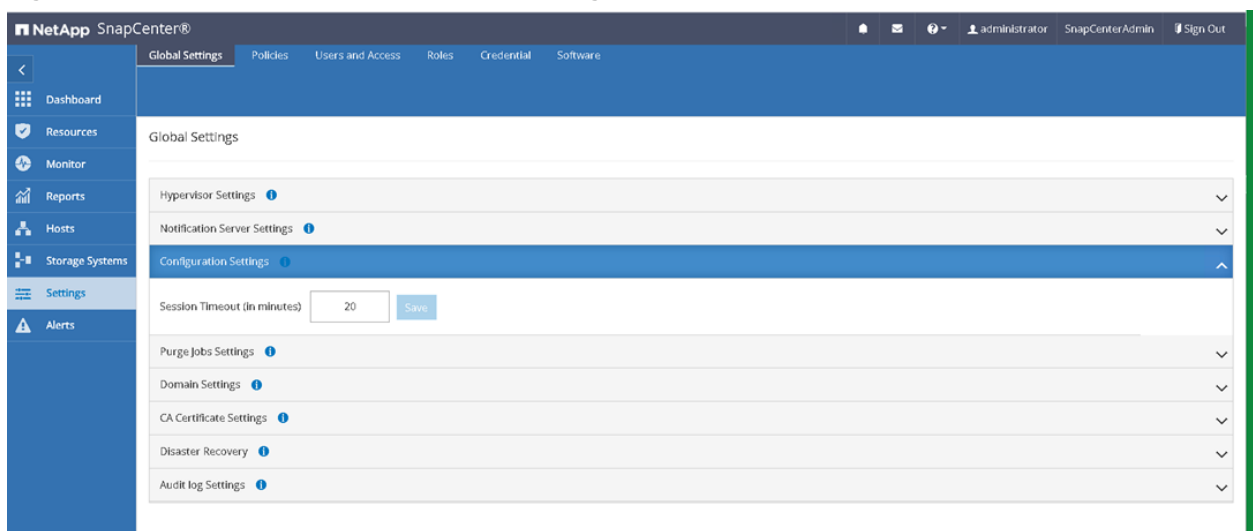 NetApp SnapCenter®
administrator SnapCenterAdmin Sign Out
Global Settings Policies Users and Access Roles Credential Software
Dashboard
Resources
Monitor
Reports
Hosts
Storage Systems
Settings
Alerts
Global Settings
Hypervisor Settings
Notification Server Settings
Configuration Settings
Session Timeout (in minutes) 20 Save
Purge Jobs Settings
Domain Settings
CA Certificate Settings
Disaster Recovery
Audit log Settings